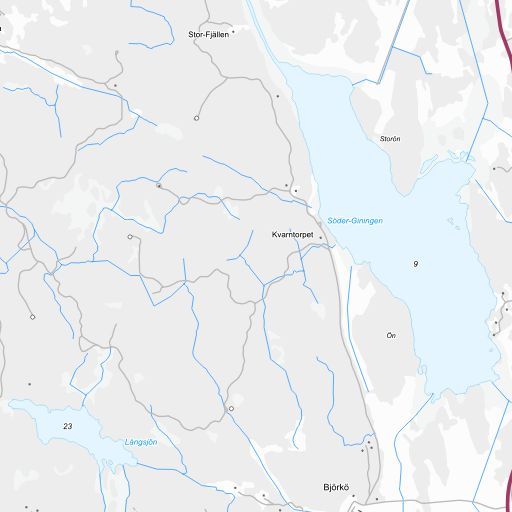 Stor-Fjällen
Storön
Söder-Giningen
Kvarntorpet
9
Ön
23
Långsjön
Björkö